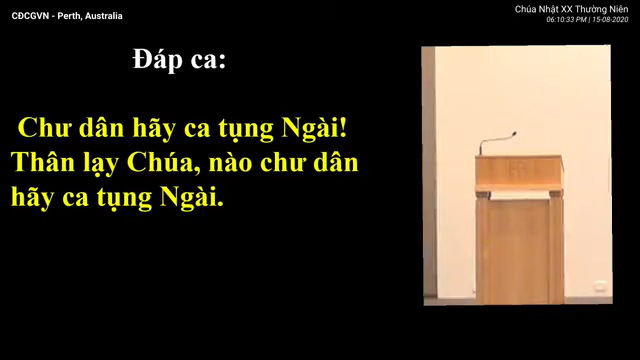 CĐCGVN - Perth, Australia
Chúa Nhật XX Thường Niên
06:10:33 PM | 15-08-2020
Đáp ca:
Chư dân hãy ca tụng Ngài!
Thân lạy Chúa, nào chư dân
hãy ca tụng Ngài.